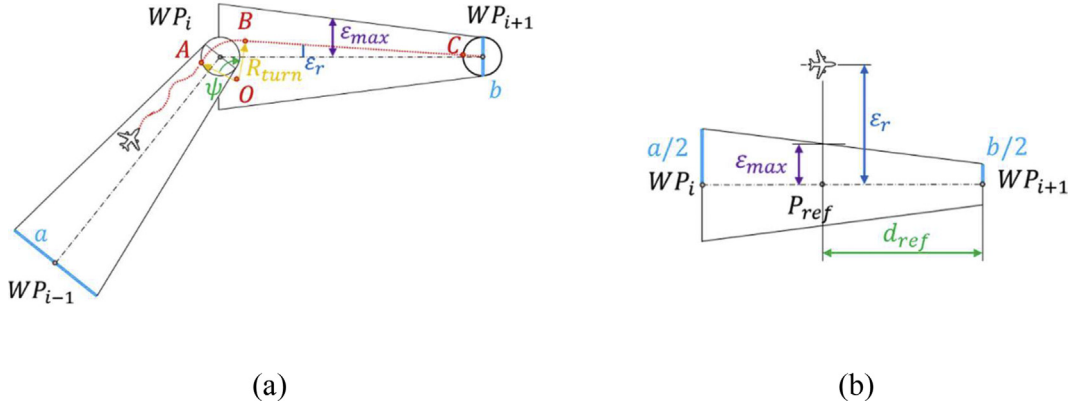 WP_i
B
ε_max
WP_{i+1}
A
C
ε_r
R_turn
ψ
b
O
a
WP_{i-1}
ε_r
a/2
b/2
ε_max
WP_i
WP_{i+1}
P_ref
d_ref
(a)
(b)